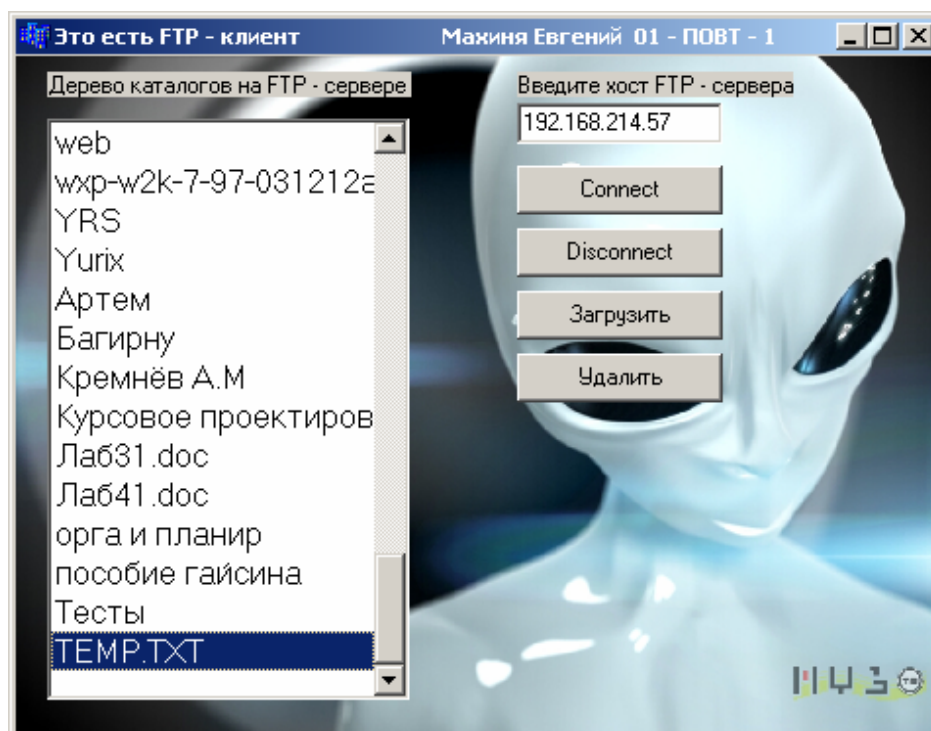 Это есть FTP - клиент Махиня Евгений 01 - ПОВТ - 1
Дерево каталогов на FTP - сервере
web
wxp-w2k-7-97-031212a
YRS
Yurix
Артем
Багирну
Кремнёв А.М
Курсовое проектиров
Лаб31.doc
Лаб41.doc
орга и планир
пособие гайсина
Тесты
TEMP.TXT
Введите хост FTP - сервера
192.168.214.57
Connect
Disconnect
Загрузить
Удалить